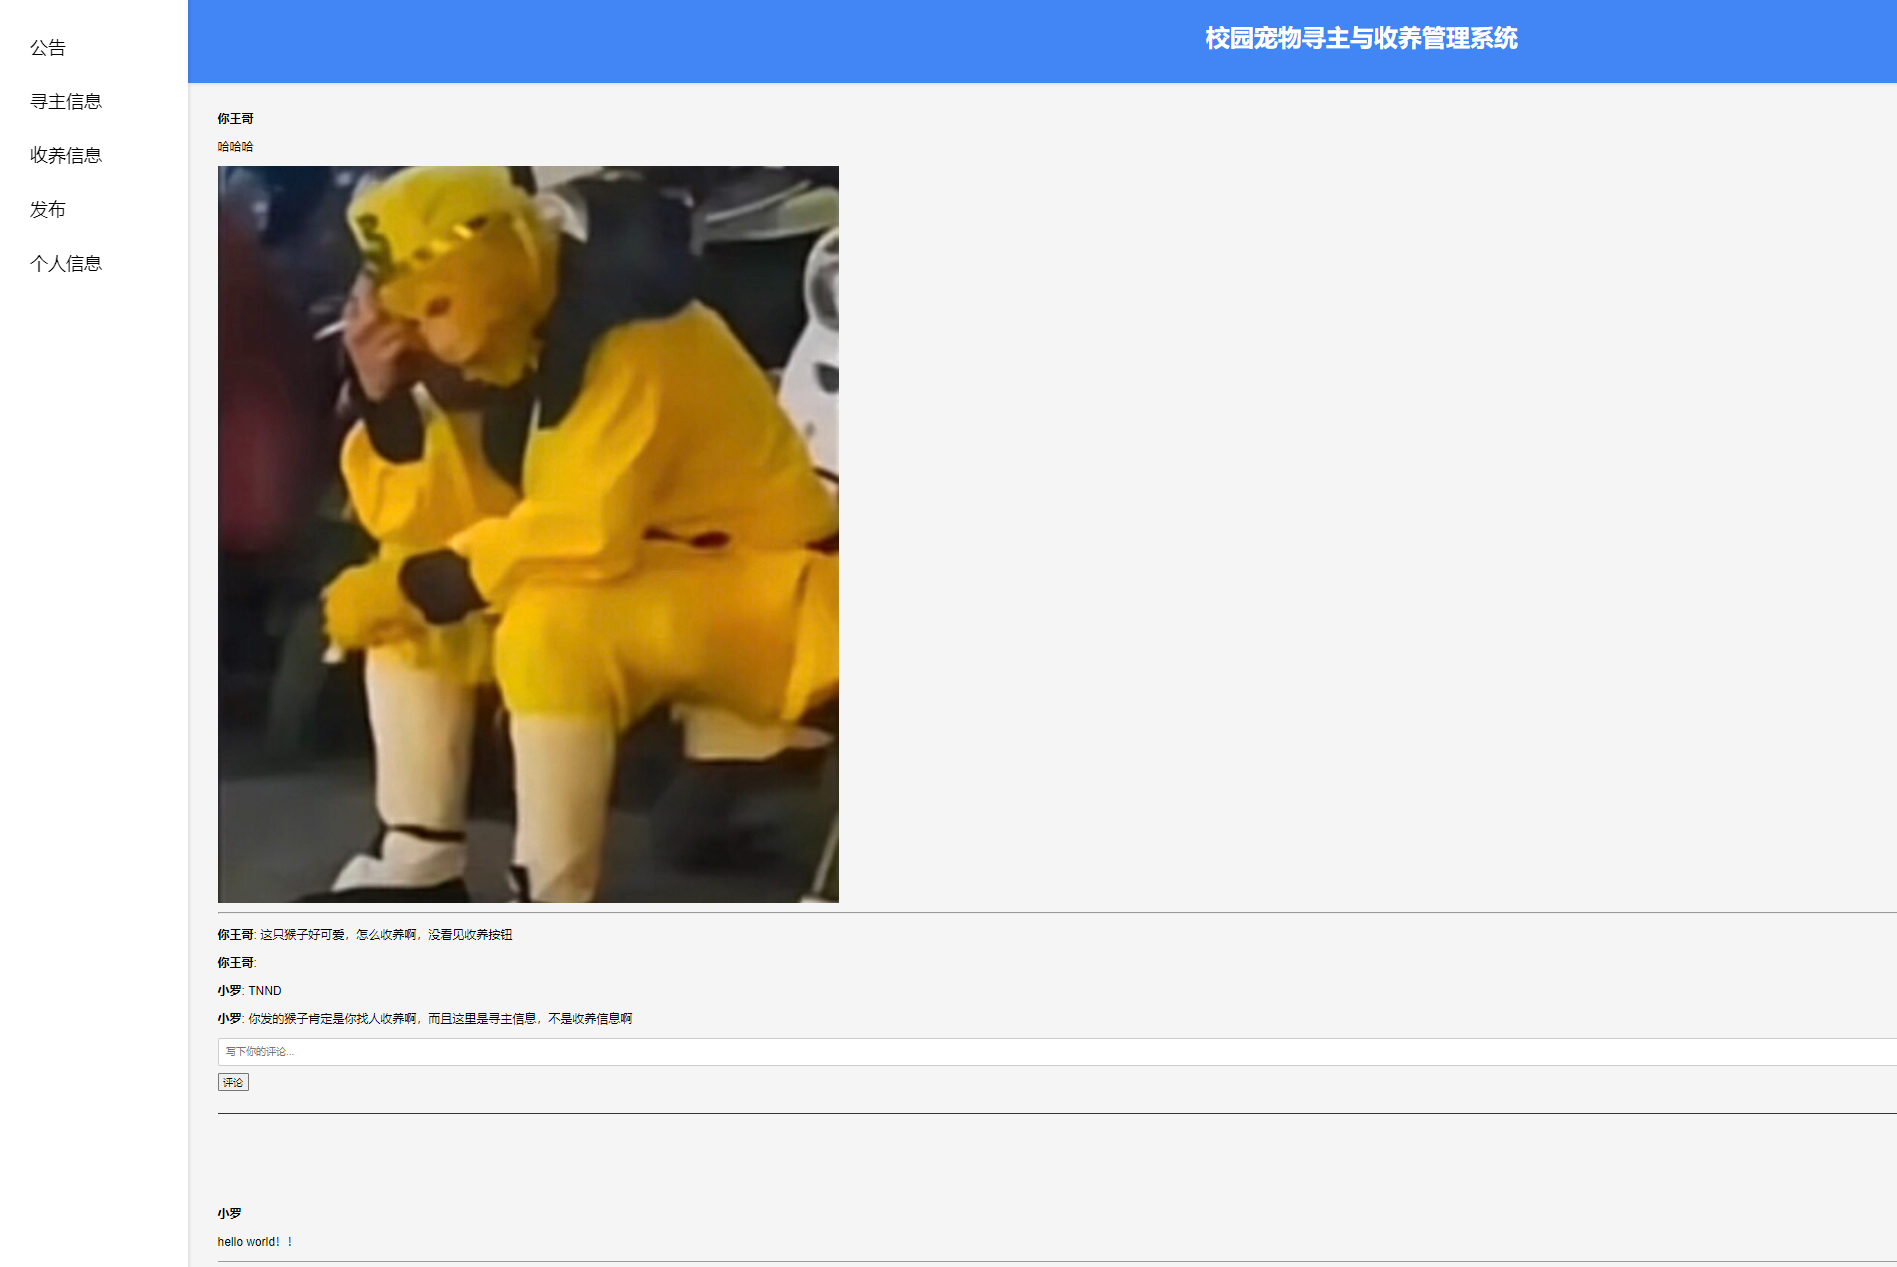 校园宠物寻主与收养管理系统
公告
寻主信息
收养信息
发布
个人信息
你王哥
哈哈哈
你王哥: 这只猴子好可爱，怎么收养啊，没看见收养按钮
你王哥:
小罗: TNND
小罗: 你发的猴子肯定是你找人收养啊，而且这里是寻主信息，不是收养信息啊
写下你的评论...
评论
小罗
hello world！！